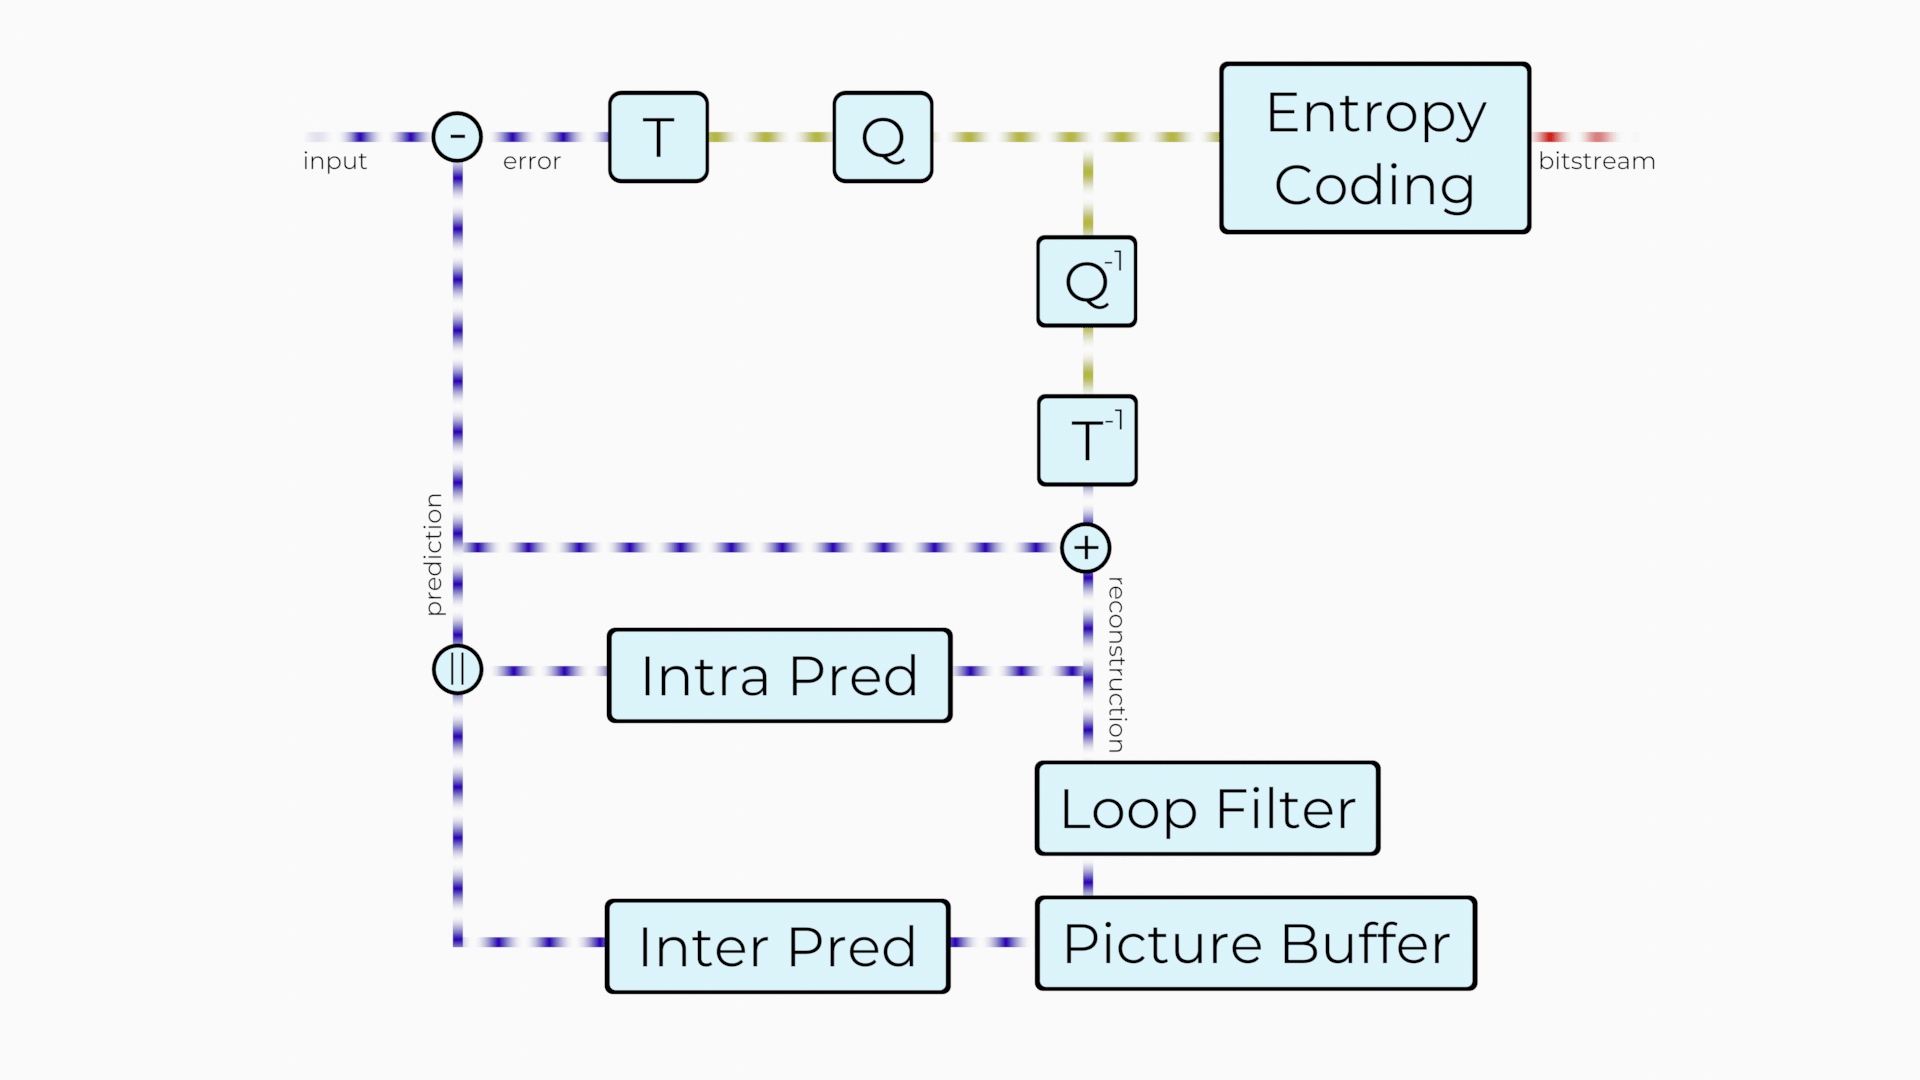 input
-
error
T
Q
Entropy
Coding
bitstream
Q-1
T-1
+
prediction
reconstruction
||
Intra Pred
Loop Filter
Inter Pred
Picture Buffer